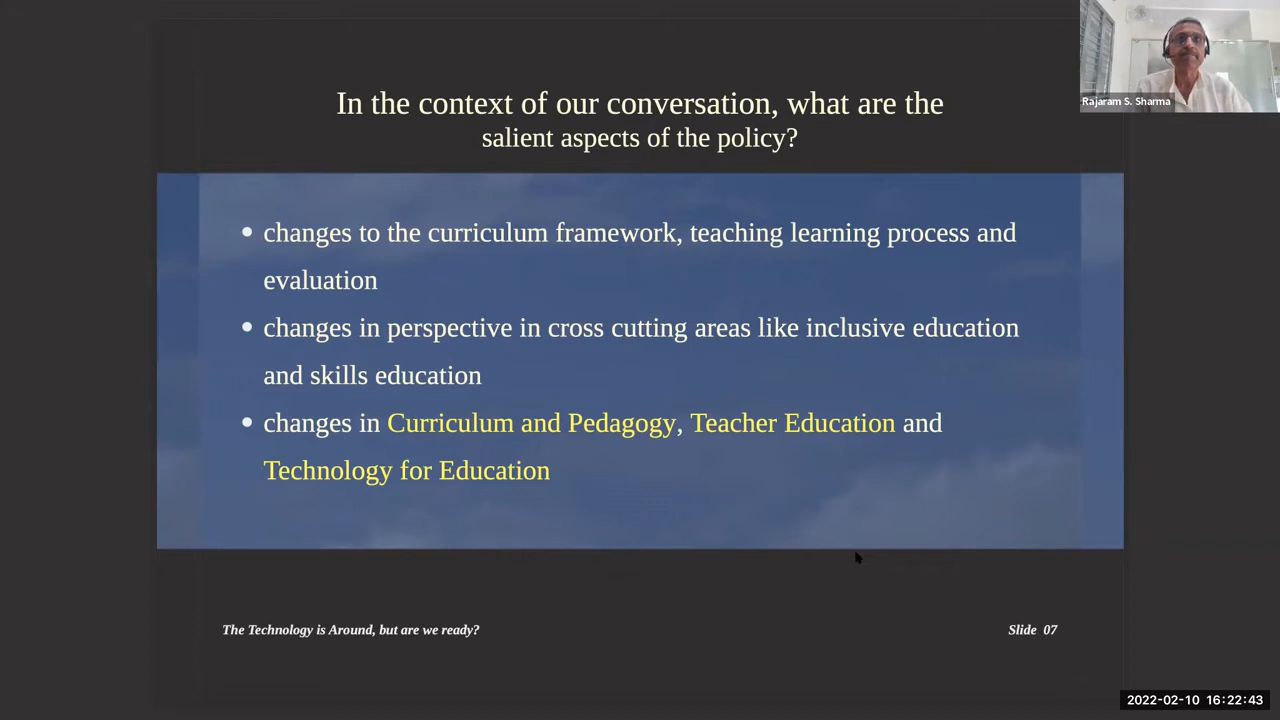 In the context of our conversation, what are the
salient aspects of the policy?
Rajaram S. Sharma
changes to the curriculum framework, teaching learning process and
evaluation
changes in perspective in cross cutting areas like inclusive education
and skills education
changes in Curriculum and Pedagogy, Teacher Education and
Technology for Education
The Technology is Around, but are we ready?
Slide 07
2022-02-10 16:22:43